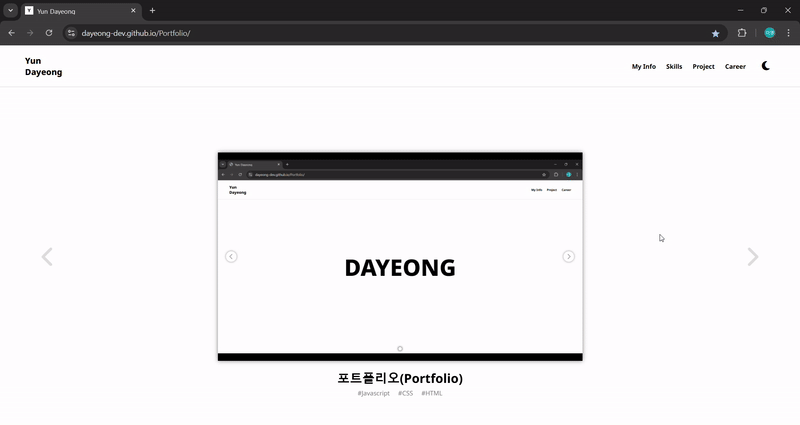 Yun Dayeong
dayeong-dev.github.io/Portfolio/
Yun
Dayeong
My Info Skills Project Career
Yun Dayeong
dayeong-dev.github.io/Portfolio/
Yun
Dayeong
My Info Project Career
DAYEONG
포트폴리오(Portfolio)
#Javascript #CSS #HTML